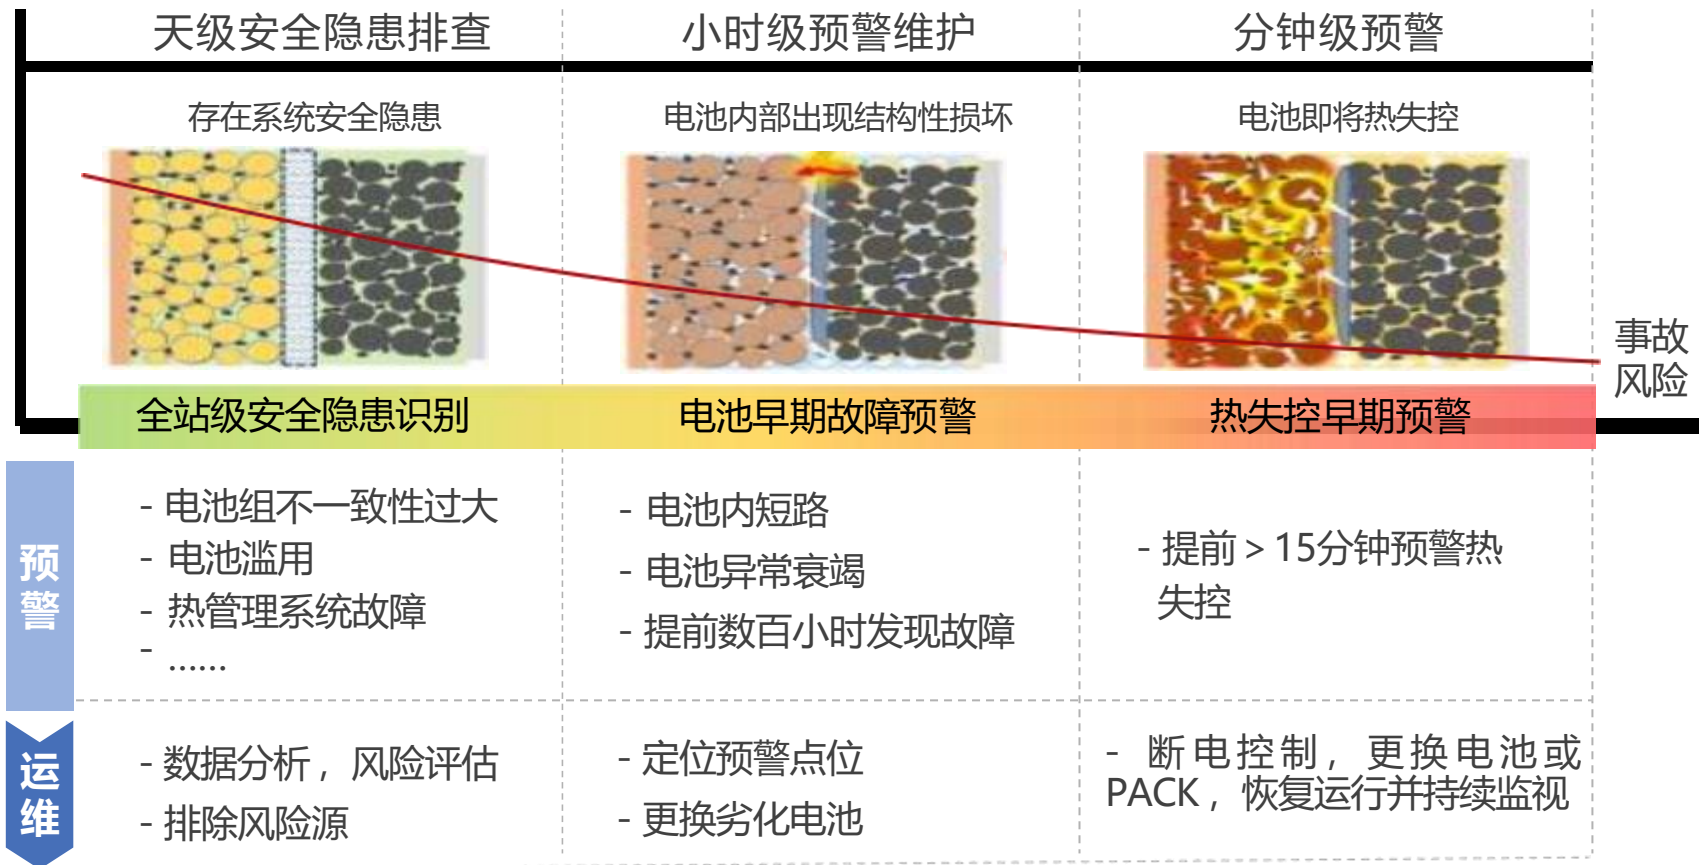 天级安全隐患排查
小时级预警维护
分钟级预警
存在系统安全隐患
电池内部出现结构性损坏
电池即将热失控
事故
风险
全站级安全隐患识别
电池早期故障预警
热失控早期预警
预警
- 电池组不一致性过大
- 电池滥用
- 热管理系统故障
- ......
- 电池内短路
- 电池异常衰竭
- 提前数百小时发现故障
- 提前＞15分钟预警热
失控
运维
- 数据分析，风险评估
- 排除风险源
- 定位预警点位
- 更换劣化电池
- 断电控制，更换电池或
PACK，恢复运行并持续监视